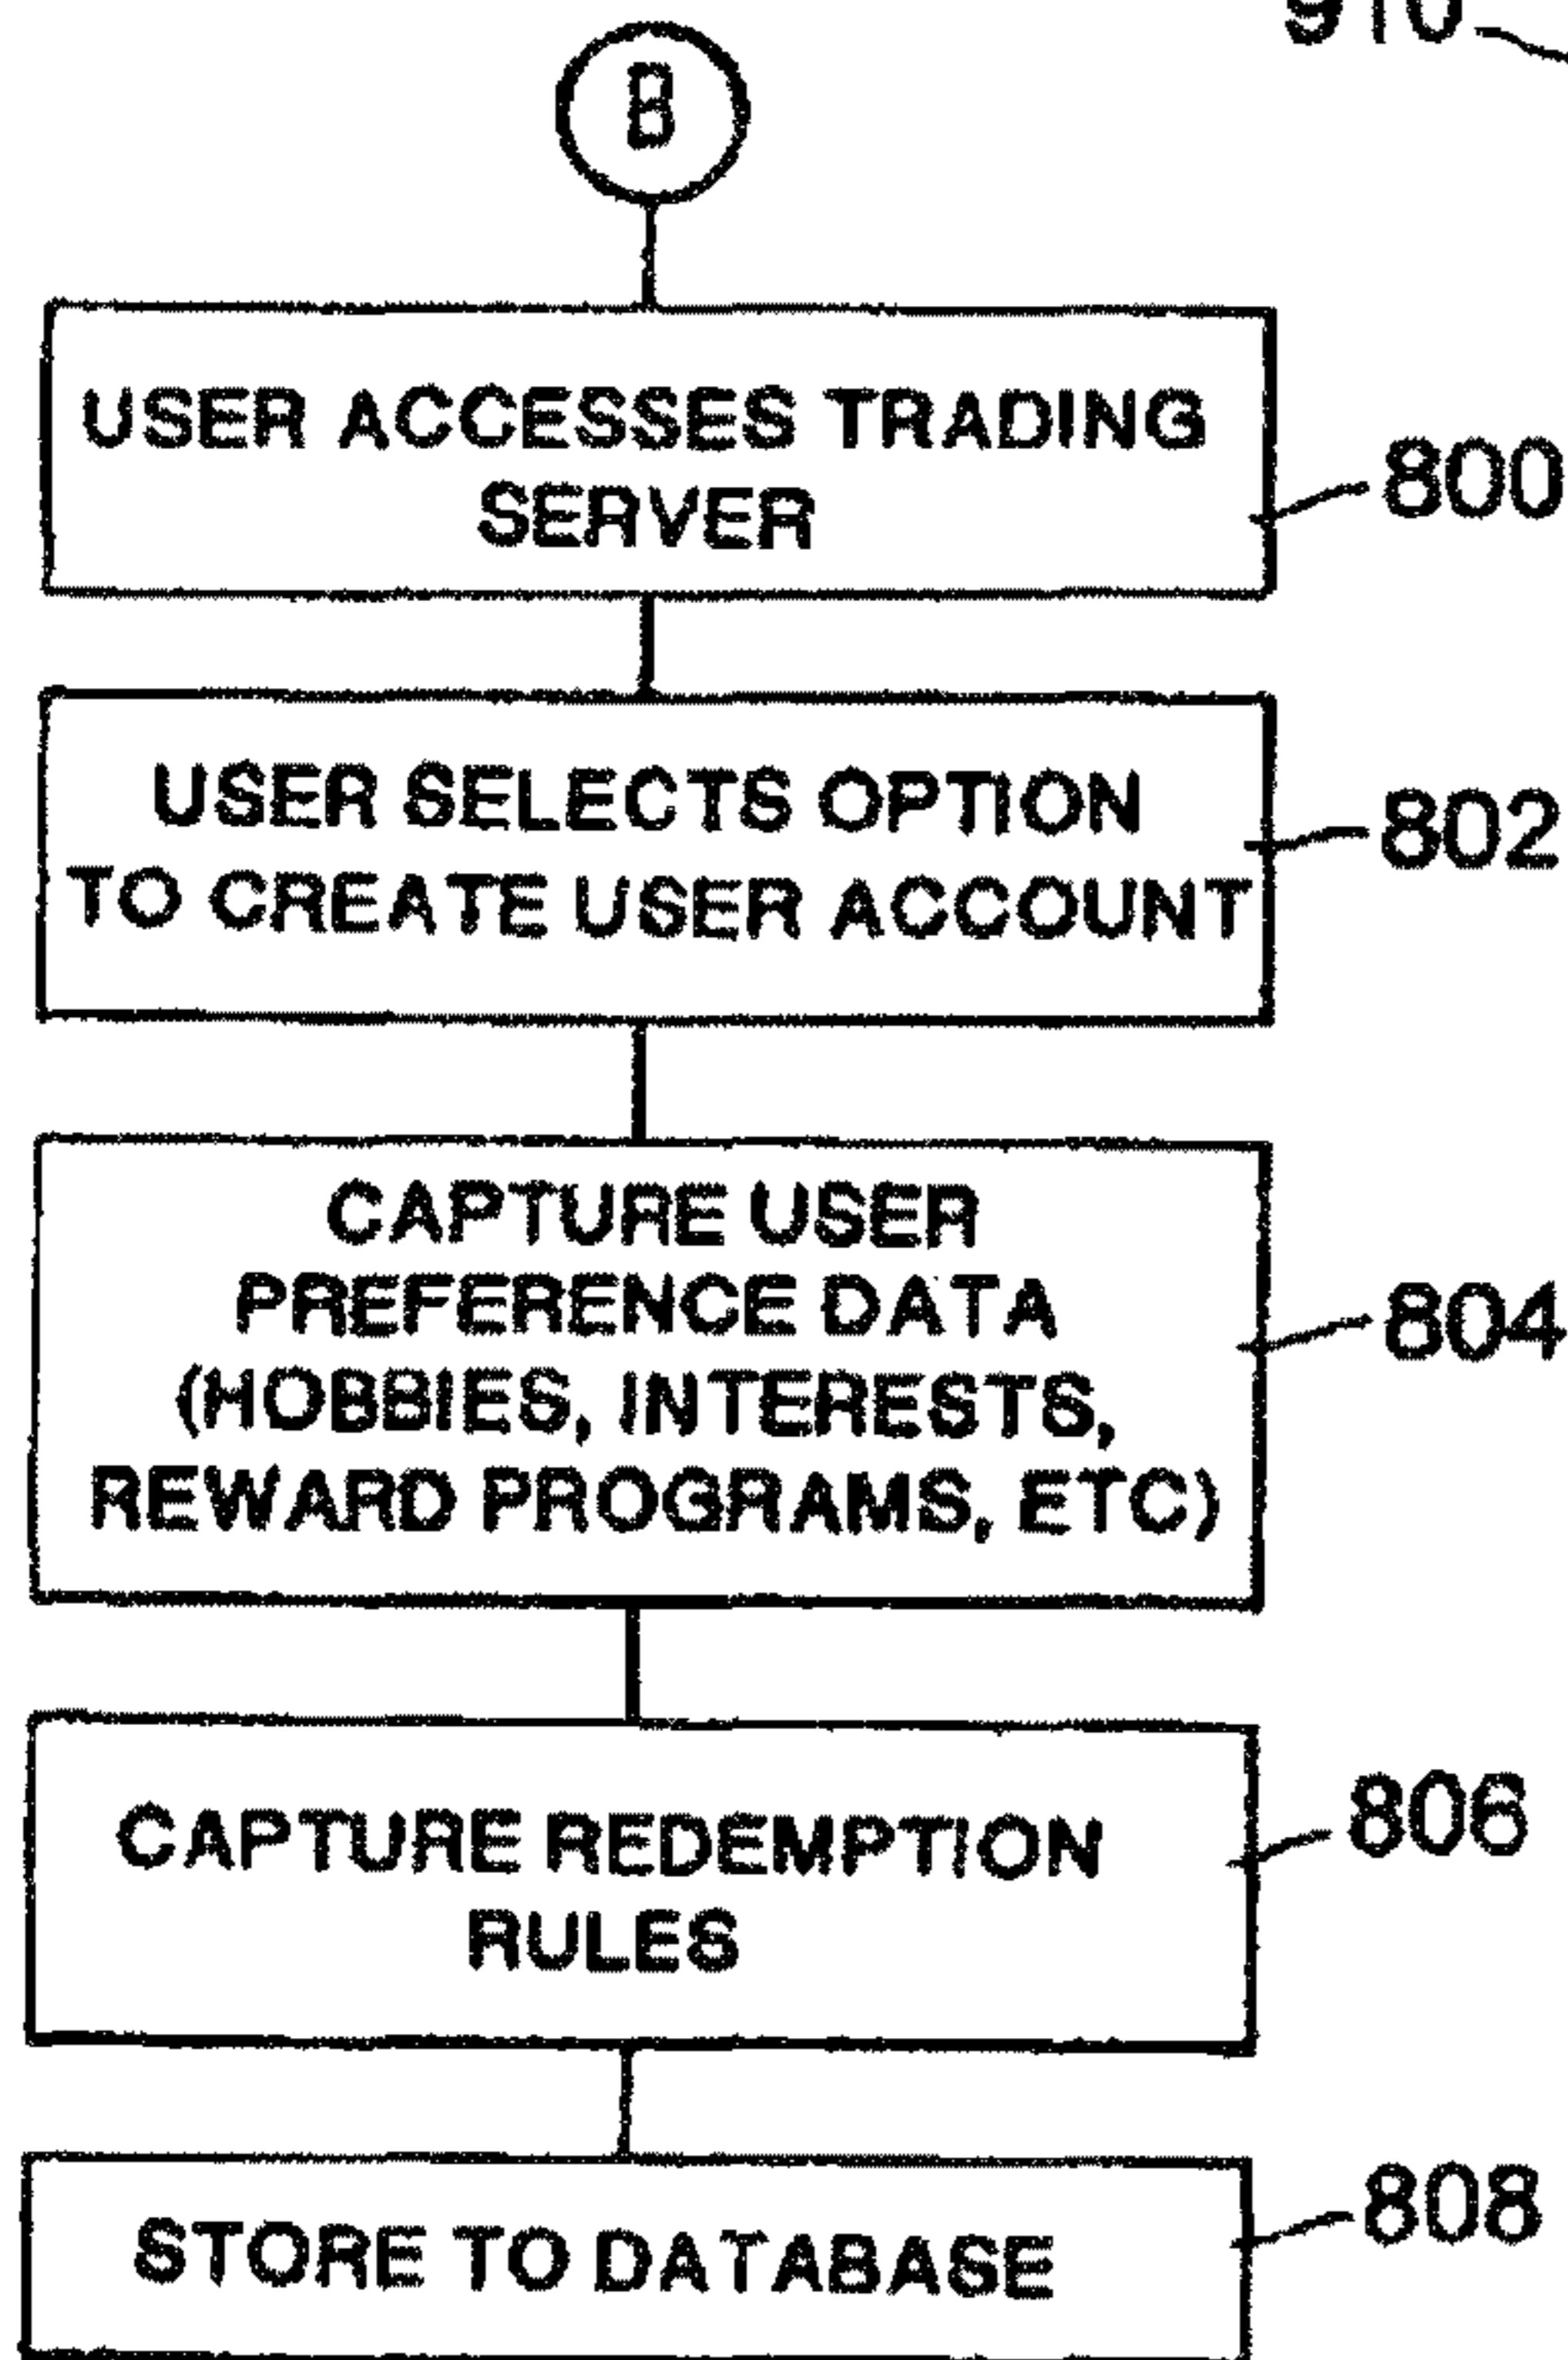 910
B
USER ACCESSES TRADING
SERVER
800
USER SELECTS OPTION
TO CREATE USER ACCOUNT
802
CAPTURE USER
PREFERENCE DATA
(HOBBIES, INTERESTS,
REWARD PROGRAMS, ETC)
804
CAPTURE REDEMPTION
RULES
806
STORE TO DATABASE
808